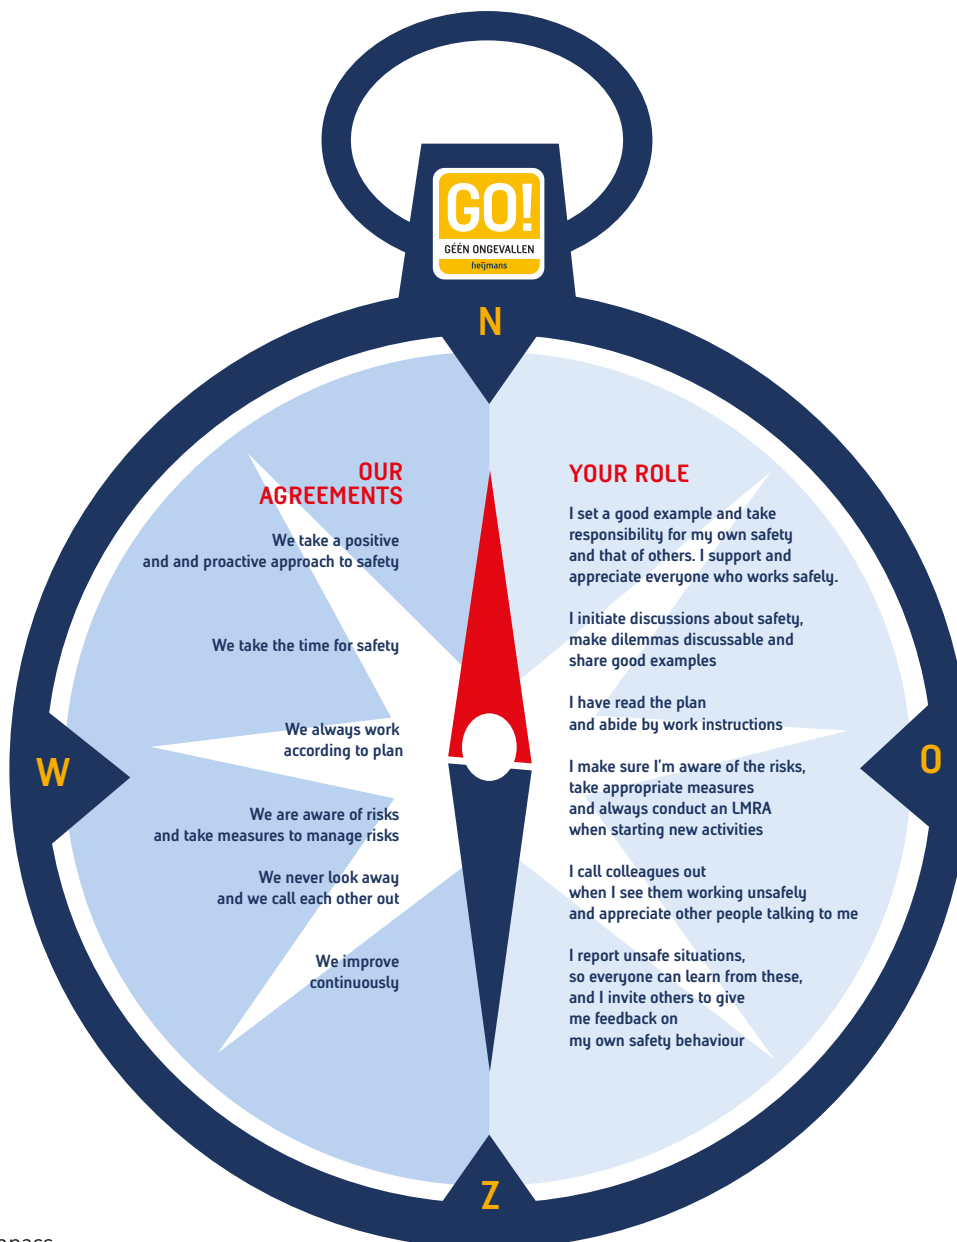 GO!
GÉÉN ONGEVALLEN
heijmans
N
OUR
AGREEMENTS
We take a positive
and and proactive approach to safety
We take the time for safety
We always work
according to plan
We are aware of risks
and take measures to manage risks
We never look away
and we call each other out
We improve
continuously
YOUR ROLE
I set a good example and take
responsibility for my own safety
and that of others. I support and
appreciate everyone who works safely.
I initiate discussions about safety,
make dilemmas discussable and
share good examples
I have read the plan
and abide by work instructions
I make sure I'm aware of the risks,
take appropriate measures
and always conduct an LMRA
when starting new activities
I call colleagues out
when I see them working unsafely
and appreciate other people talking to me
I report unsafe situations,
so everyone can learn from these,
and I invite others to give
me feedback on
my own safety behaviour
W
O
Z